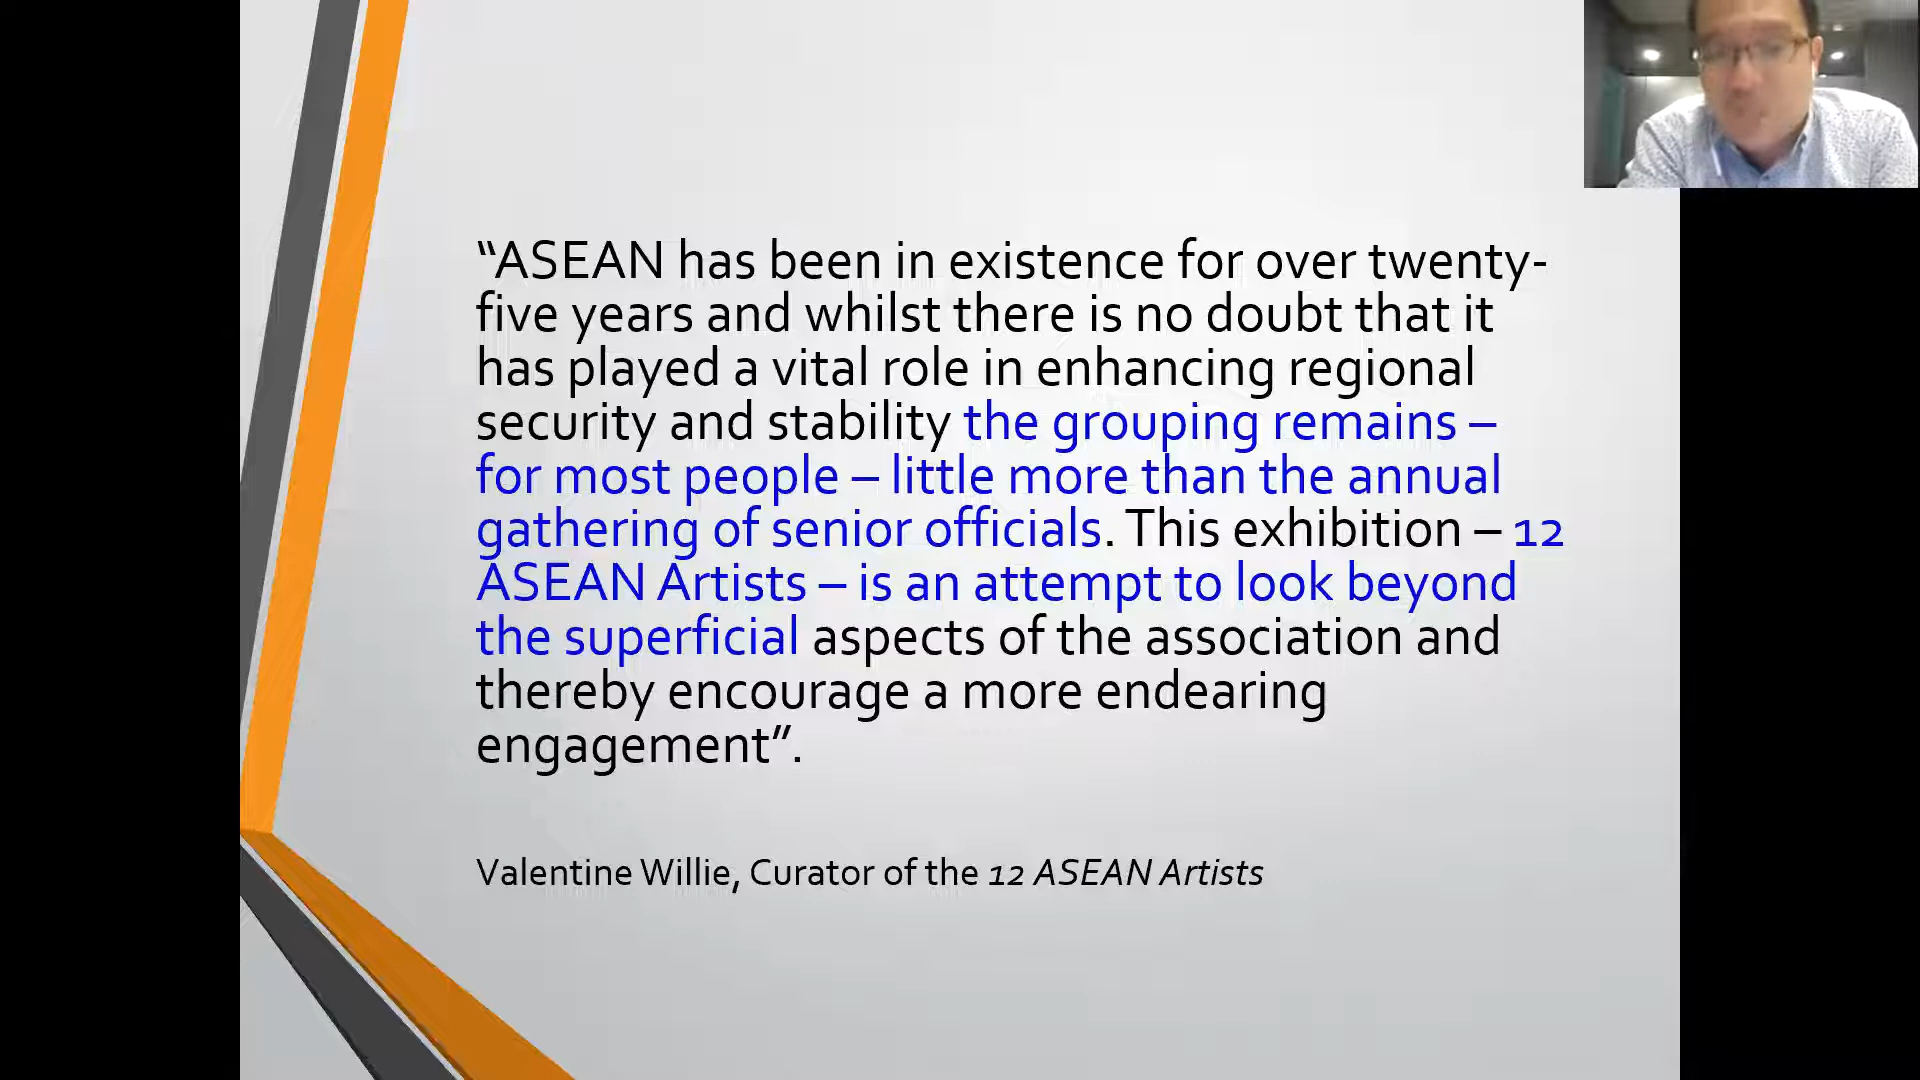 “ASEAN has been in existence for over twenty-
five years and whilst there is no doubt that it
has played a vital role in enhancing regional
security and stability the grouping remains –
for most people – little more than the annual
gathering of senior officials. This exhibition – 12
ASEAN Artists – is an attempt to look beyond
the superficial aspects of the association and
thereby encourage a more endearing
engagement”.
Valentine Willie, Curator of the 12 ASEAN Artists